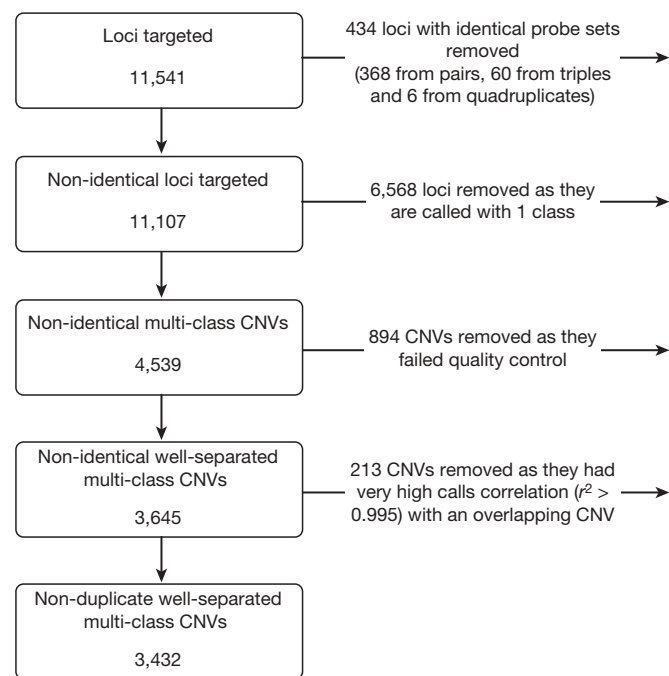 Loci targeted
11,541
434 loci with identical probe sets
removed
(368 from pairs, 60 from triples
and 6 from quadruplicates)
Non-identical loci targeted
11,107
6,568 loci removed as they
are called with 1 class
Non-identical multi-class CNVs
4,539
894 CNVs removed as they
failed quality control
Non-identical well-separated
multi-class CNVs
3,645
213 CNVs removed as they had
very high calls correlation (r² >
0.995) with an overlapping CNV
Non-duplicate well-separated
multi-class CNVs
3,432